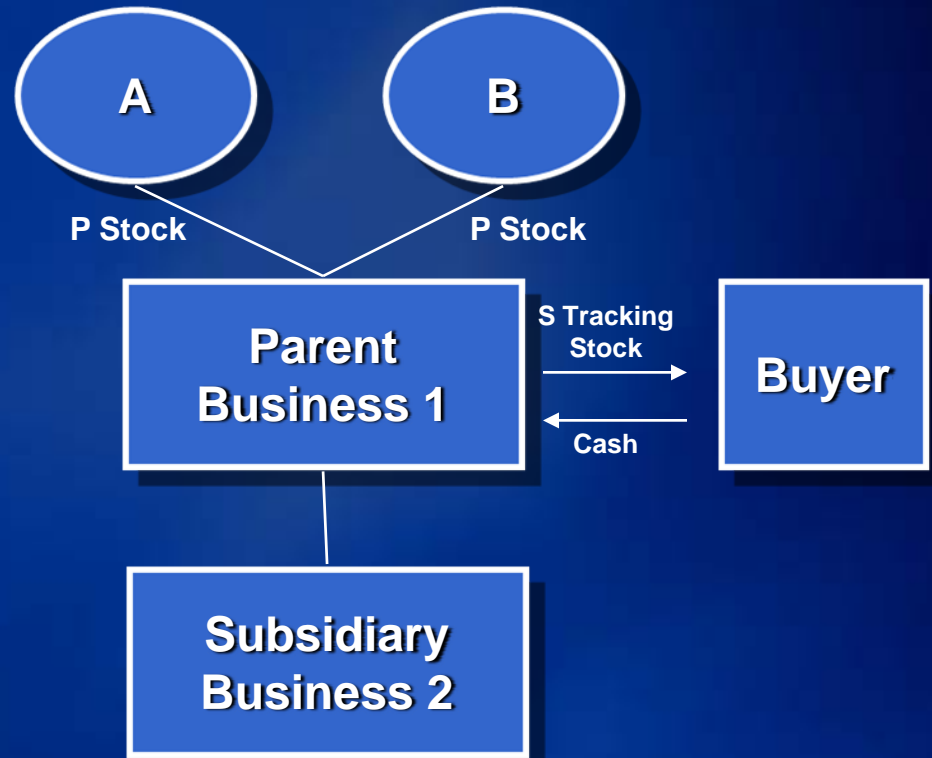 A
B
P Stock
P Stock
Parent
Business 1
S Tracking
Stock
Cash
Buyer
Subsidiary
Business 2